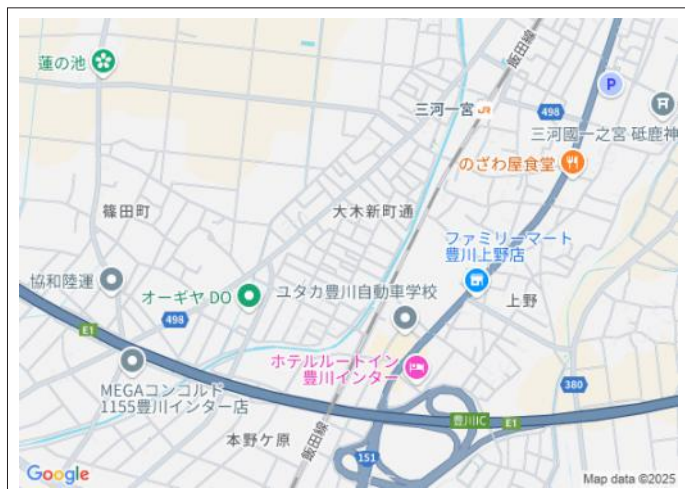 蓮の池
飯田線
P
三河一宮 JR
498
三河國一之宮 砥鹿神
のざわ屋食堂
篠田町
大木新町通
ファミリーマート
豊川上野店
協和陸運
オーギヤ DO
ユタカ豊川自動車学校
上野
E1
498
ホテルルートイン
豊川インター
380
MEGAコンコルド
1155豊川インター店
豊川IC
E1
本野ケ原
飯田線
151
Google
Map data ©2025